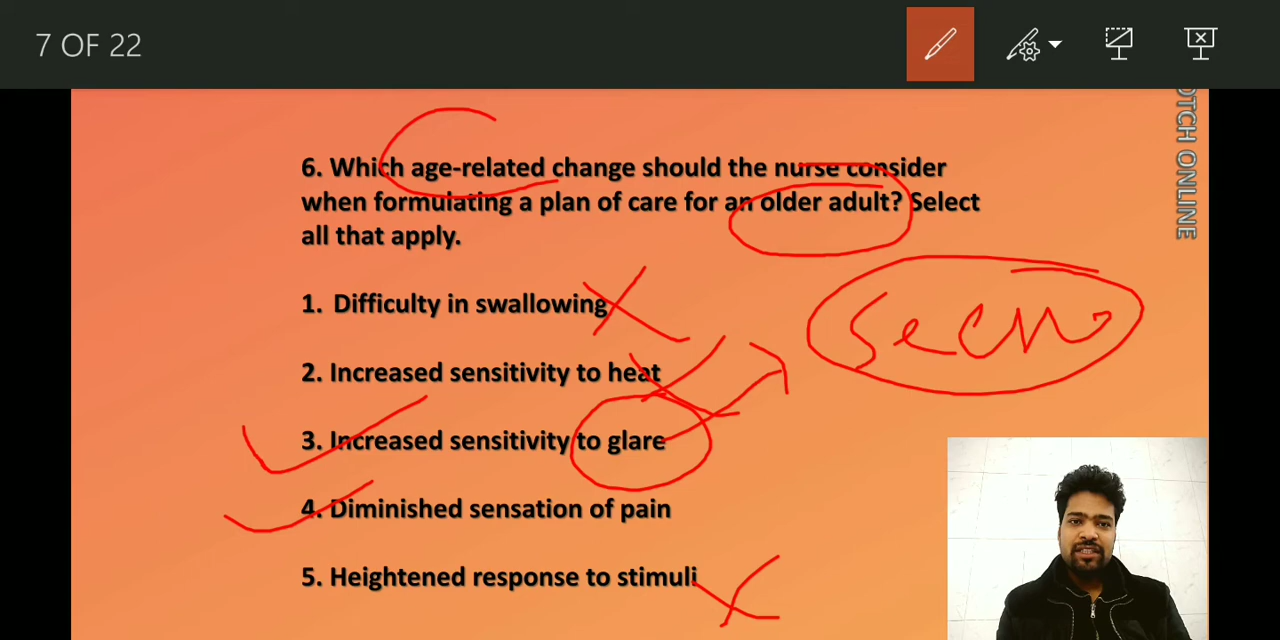 7 OF 22
OTCH ONLINE
6. Which age-related change should the nurse consider
when formulating a plan of care for an older adult? Select
all that apply.
1. Difficulty in swallowing
2. Increased sensitivity to heat
3. Increased sensitivity to glare
4. Diminished sensation of pain
5. Heightened response to stimuli